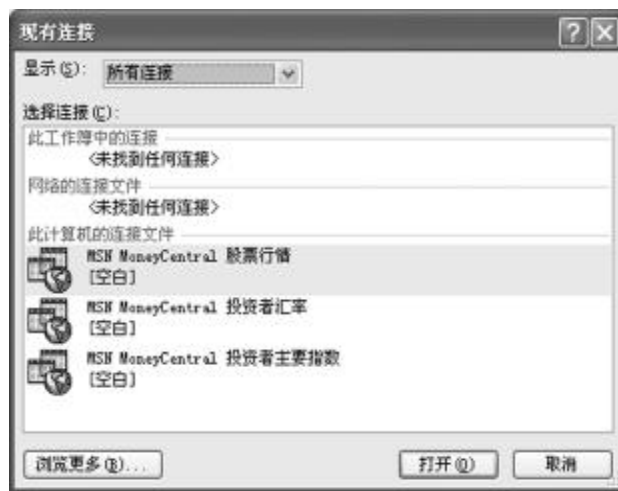 现有连接
显示(S): 所有连接
选择连接(C):
此工作簿中的连接
<未找到任何连接>
网络的连接文件
<未找到任何连接>
此计算机的连接文件
MSN MoneyCentral 股票行情
[空白]
MSN MoneyCentral 投资者汇率
[空白]
MSN MoneyCentral 投资者主要指数
[空白]
浏览更多(B)... 打开(O) 取消